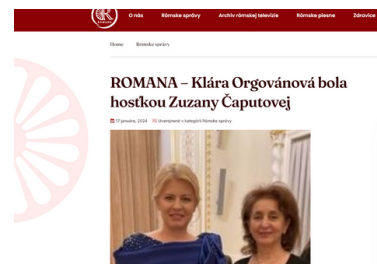 O nás Rómske správy Archív rómskej televízie Rómske piesne Zdravice
Home Rómske správy
ROMANA – Klára Orgovánová bola
hosťkou Zuzany Čaputovej
17 januára, 2024 Uverejnené v kategórii Rómske správy